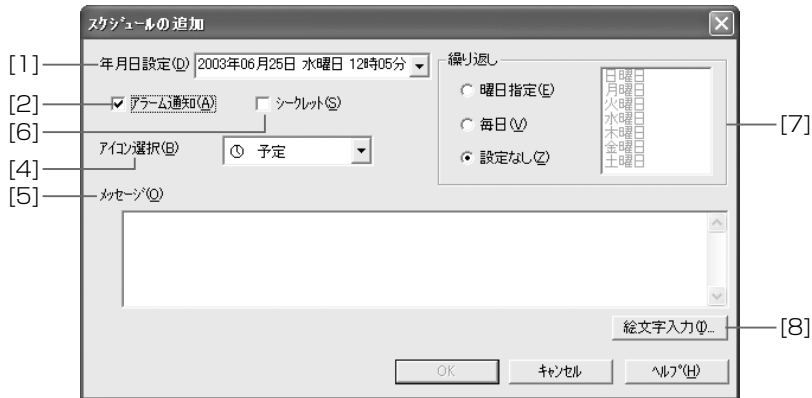 スケジュールの追加
[1] 年月日設定(D) 2003年06月25日 水曜日 12時05分
[2] アラーム通知(A) シークレット(S)
[6]
アイコン選択(B) 予定
[4]
[5] メッセージ(O)
繰り返し
曜日指定(E)
毎日(V)
設定なし(Z)
日曜日
月曜日
火曜日
水曜日
木曜日
金曜日
土曜日
[7]
絵文字入力(I)... [8]
OK キャンセル ヘルプ(H)